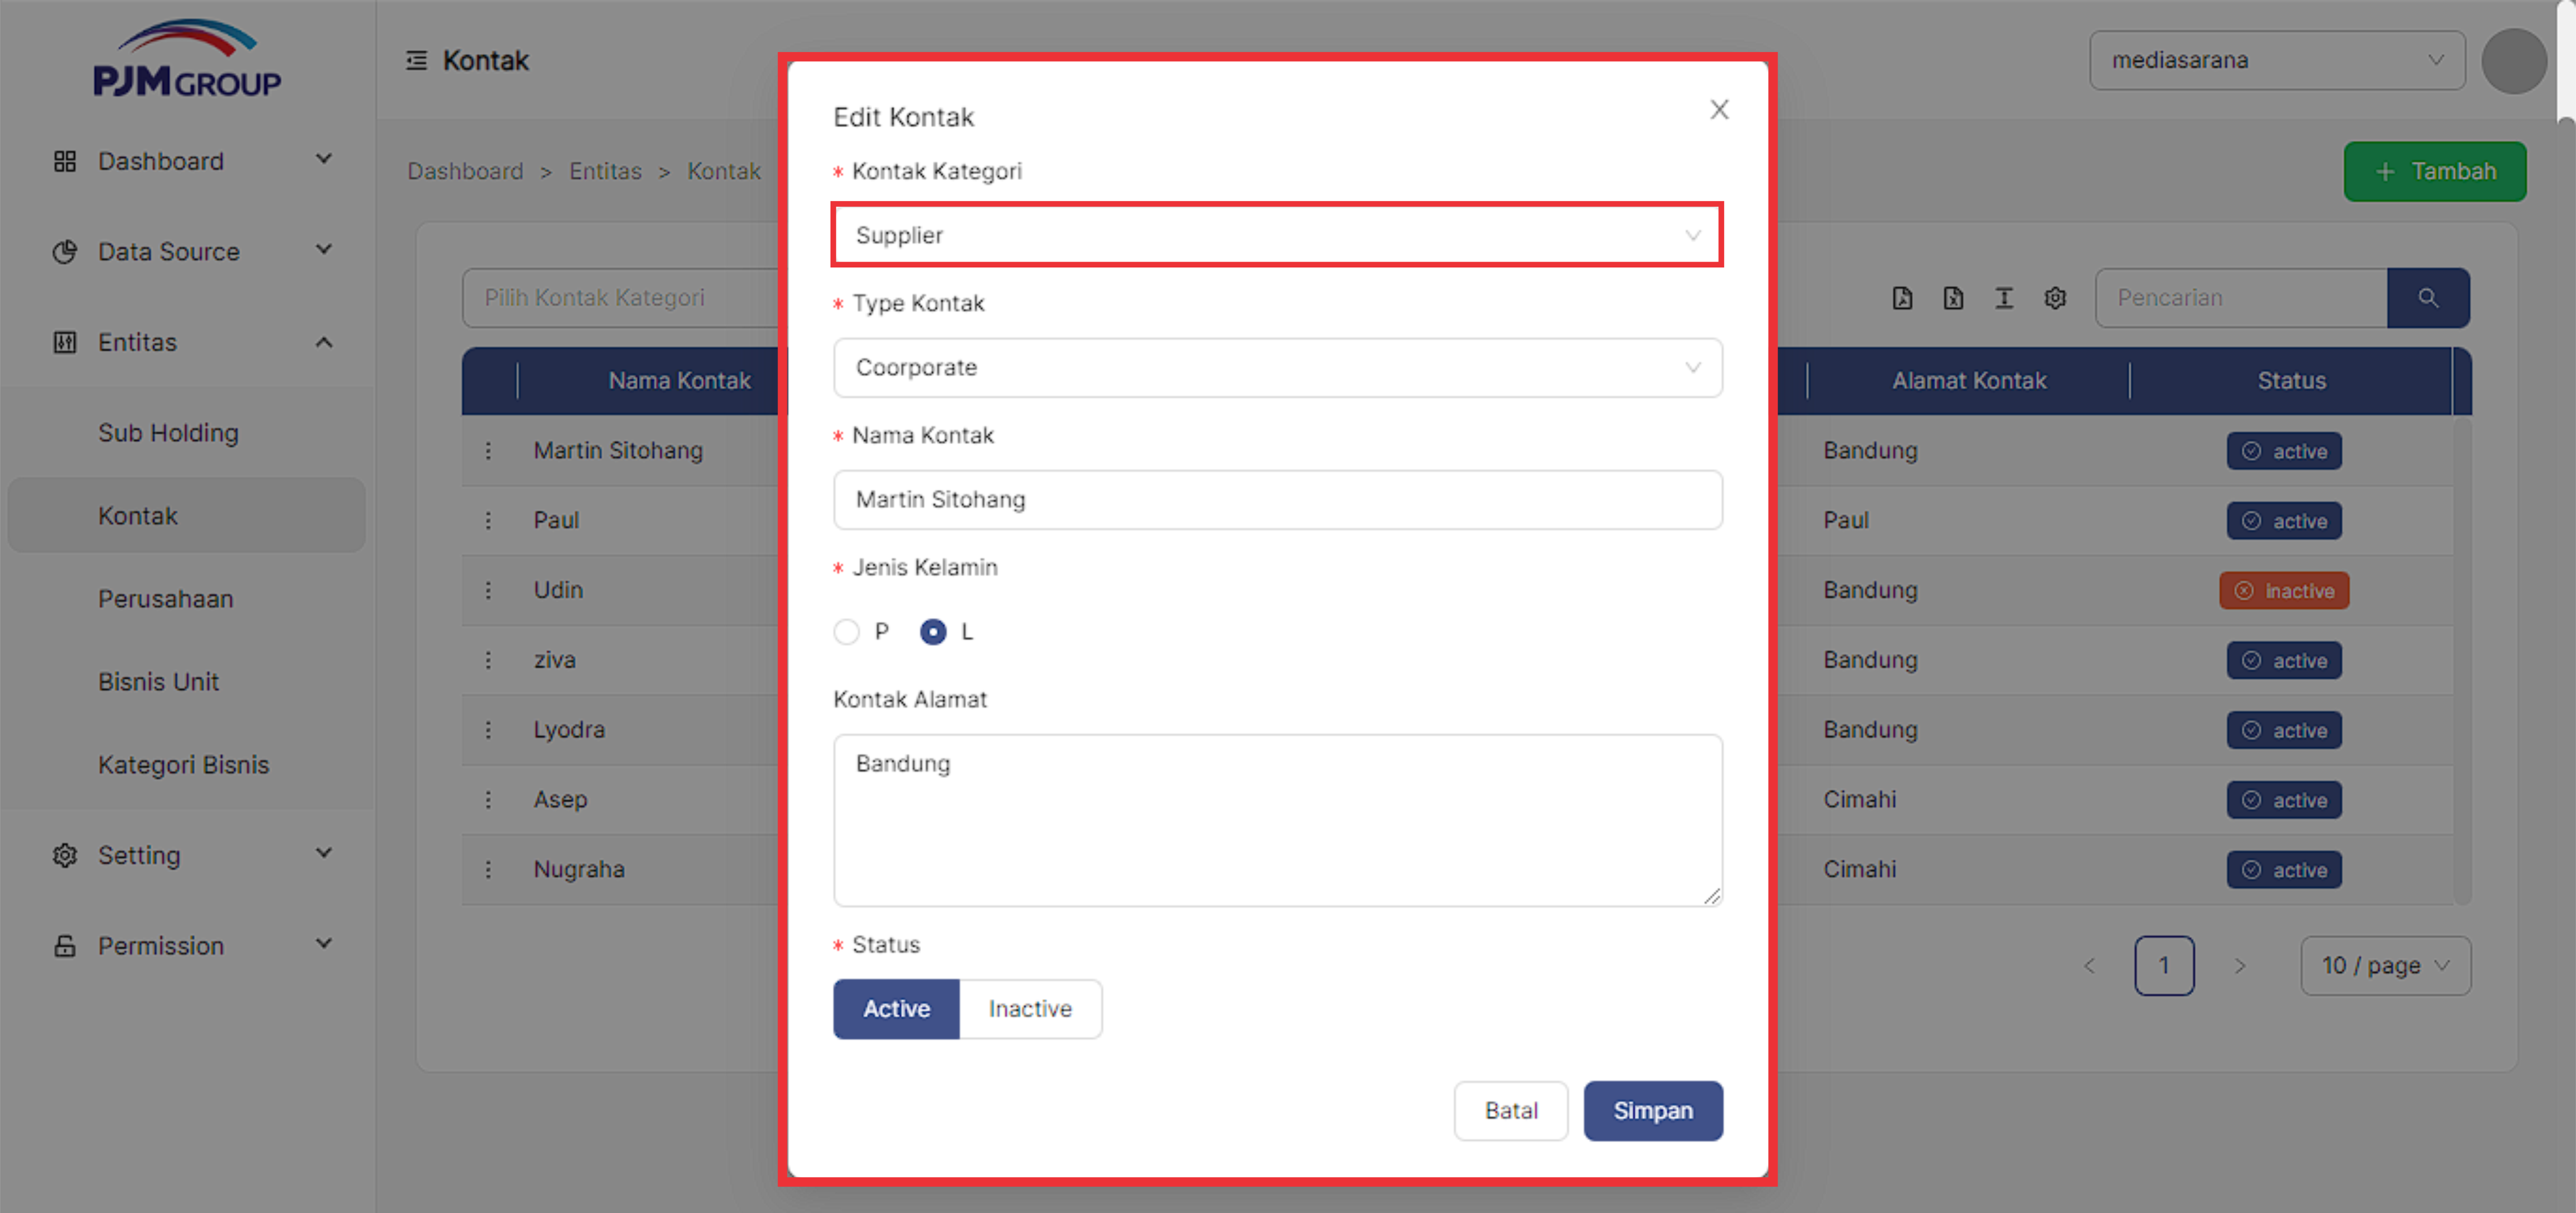 PJM GROUP
Dashboard
Data Source
Entitas
Sub Holding
Kontak
Perusahaan
Bisnis Unit
Kategori Bisnis
Setting
Permission
Kontak
mediasarana
Dashboard > Entitas > Kontak
+ Tambah
Pilih Kontak Kategori
Pencarian
Nama Kontak
Alamat Kontak
Status
Martin Sitohang
Bandung
active
Paul
Paul
active
Udin
Bandung
inactive
ziva
Bandung
active
Lyodra
Bandung
active
Asep
Cimahi
active
Nugraha
Cimahi
active
< 1 >
10 / page
Edit Kontak
* Kontak Kategori
Supplier
* Type Kontak
Coorporate
* Nama Kontak
Martin Sitohang
* Jenis Kelamin
P L
Kontak Alamat
Bandung
* Status
Active Inactive
Batal Simpan